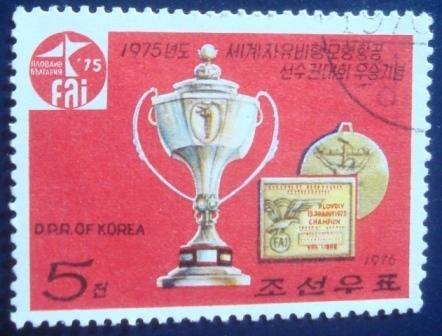 ПЛОВДИВ
БЪЛГАРИЯ
'75
fai
1975년도 세계자유비행모형항공
선수권대회 우승기념
D.P.R. OF KOREA
PLOVDIV
CHAMPION
FAI
VOL LIBRE
5전
조선우표
1976